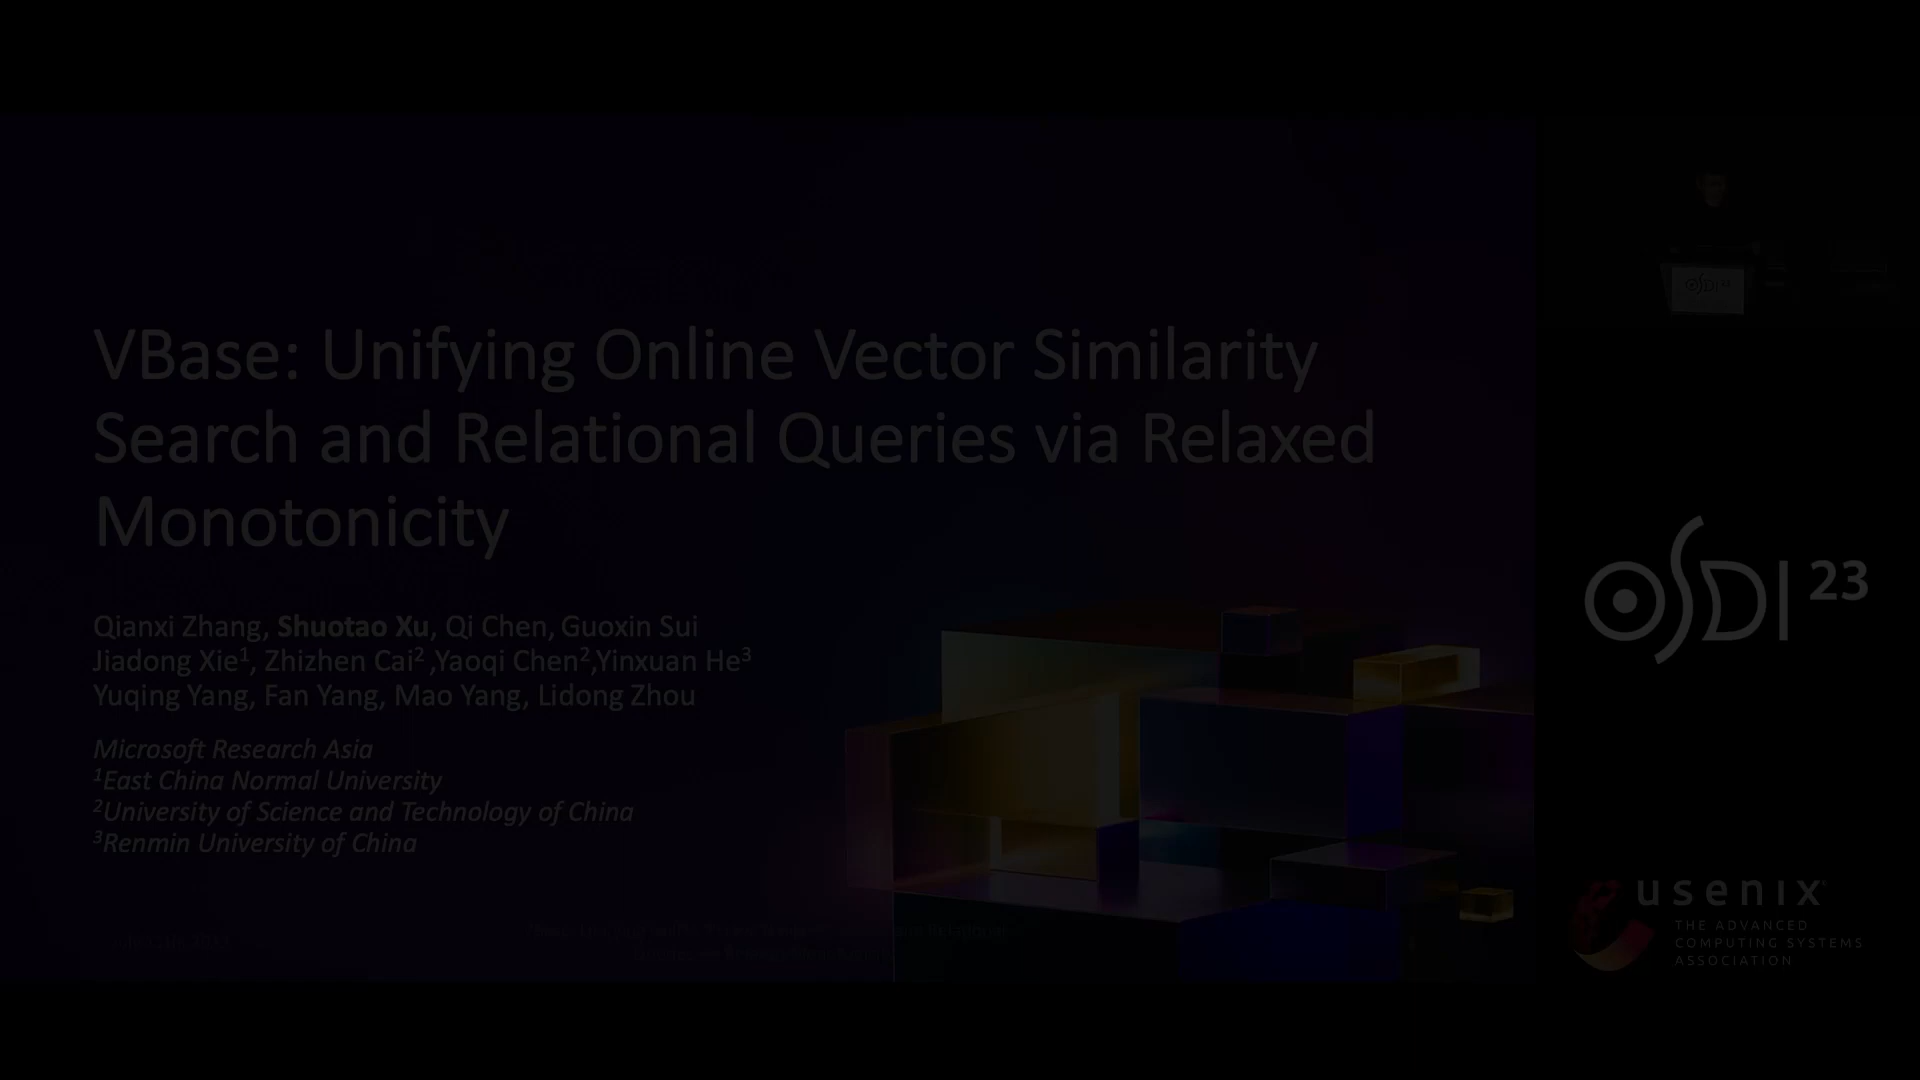 VBase: Unifying Online Vector Similarity
Search and Relational Queries via Relaxed
Monotonicity
Qianxi Zhang, Shuotao Xu, Qi Chen, Guoxin Sui
Jiadong Xie¹, Zhizhen Cai² ,Yaoqi Chen²,Yinxuan He³
Yuqing Yang, Fan Yang, Mao Yang, Lidong Zhou
Microsoft Research Asia
¹East China Normal University
²University of Science and Technology of China
³Renmin University of China
OSDI 23
OSDI 23
usenix
THE ADVANCED
COMPUTING SYSTEMS
ASSOCIATION